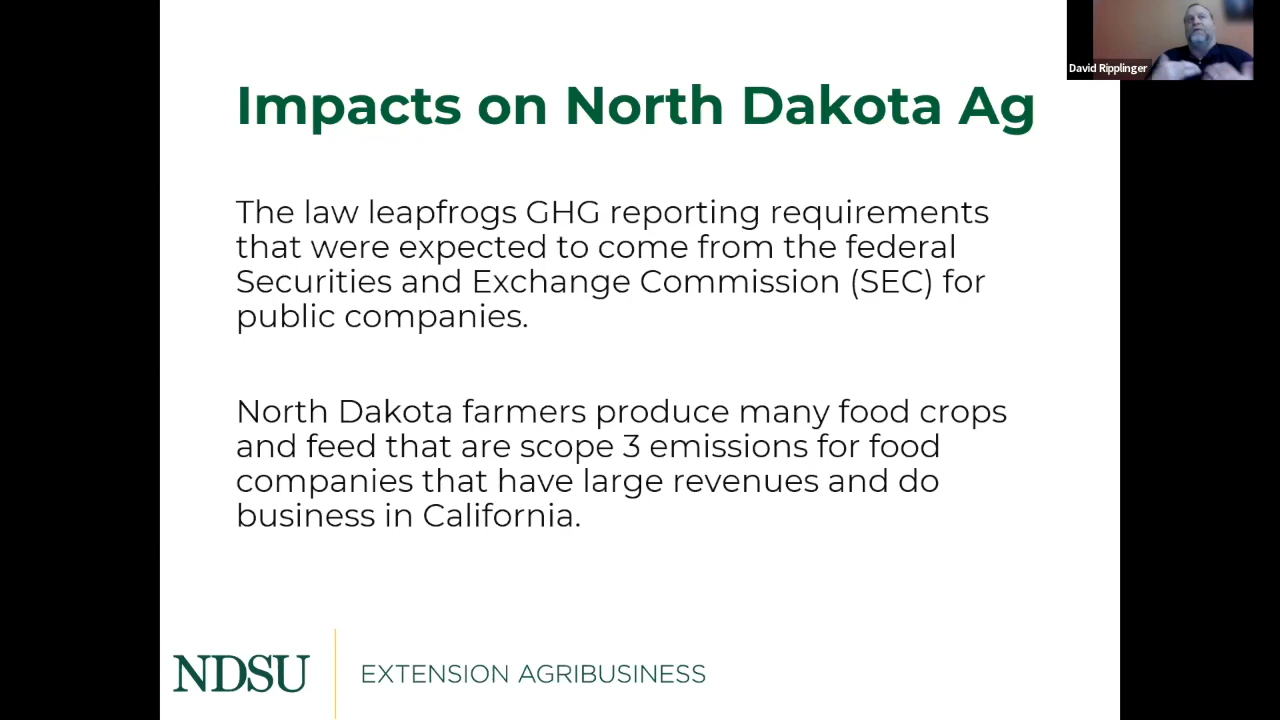 David Ripplinger
Impacts on North Dakota Ag
The law leapfrogs GHG reporting requirements
that were expected to come from the federal
Securities and Exchange Commission (SEC) for
public companies.
North Dakota farmers produce many food crops
and feed that are scope 3 emissions for food
companies that have large revenues and do
business in California.
NDSU
EXTENSION AGRIBUSINESS